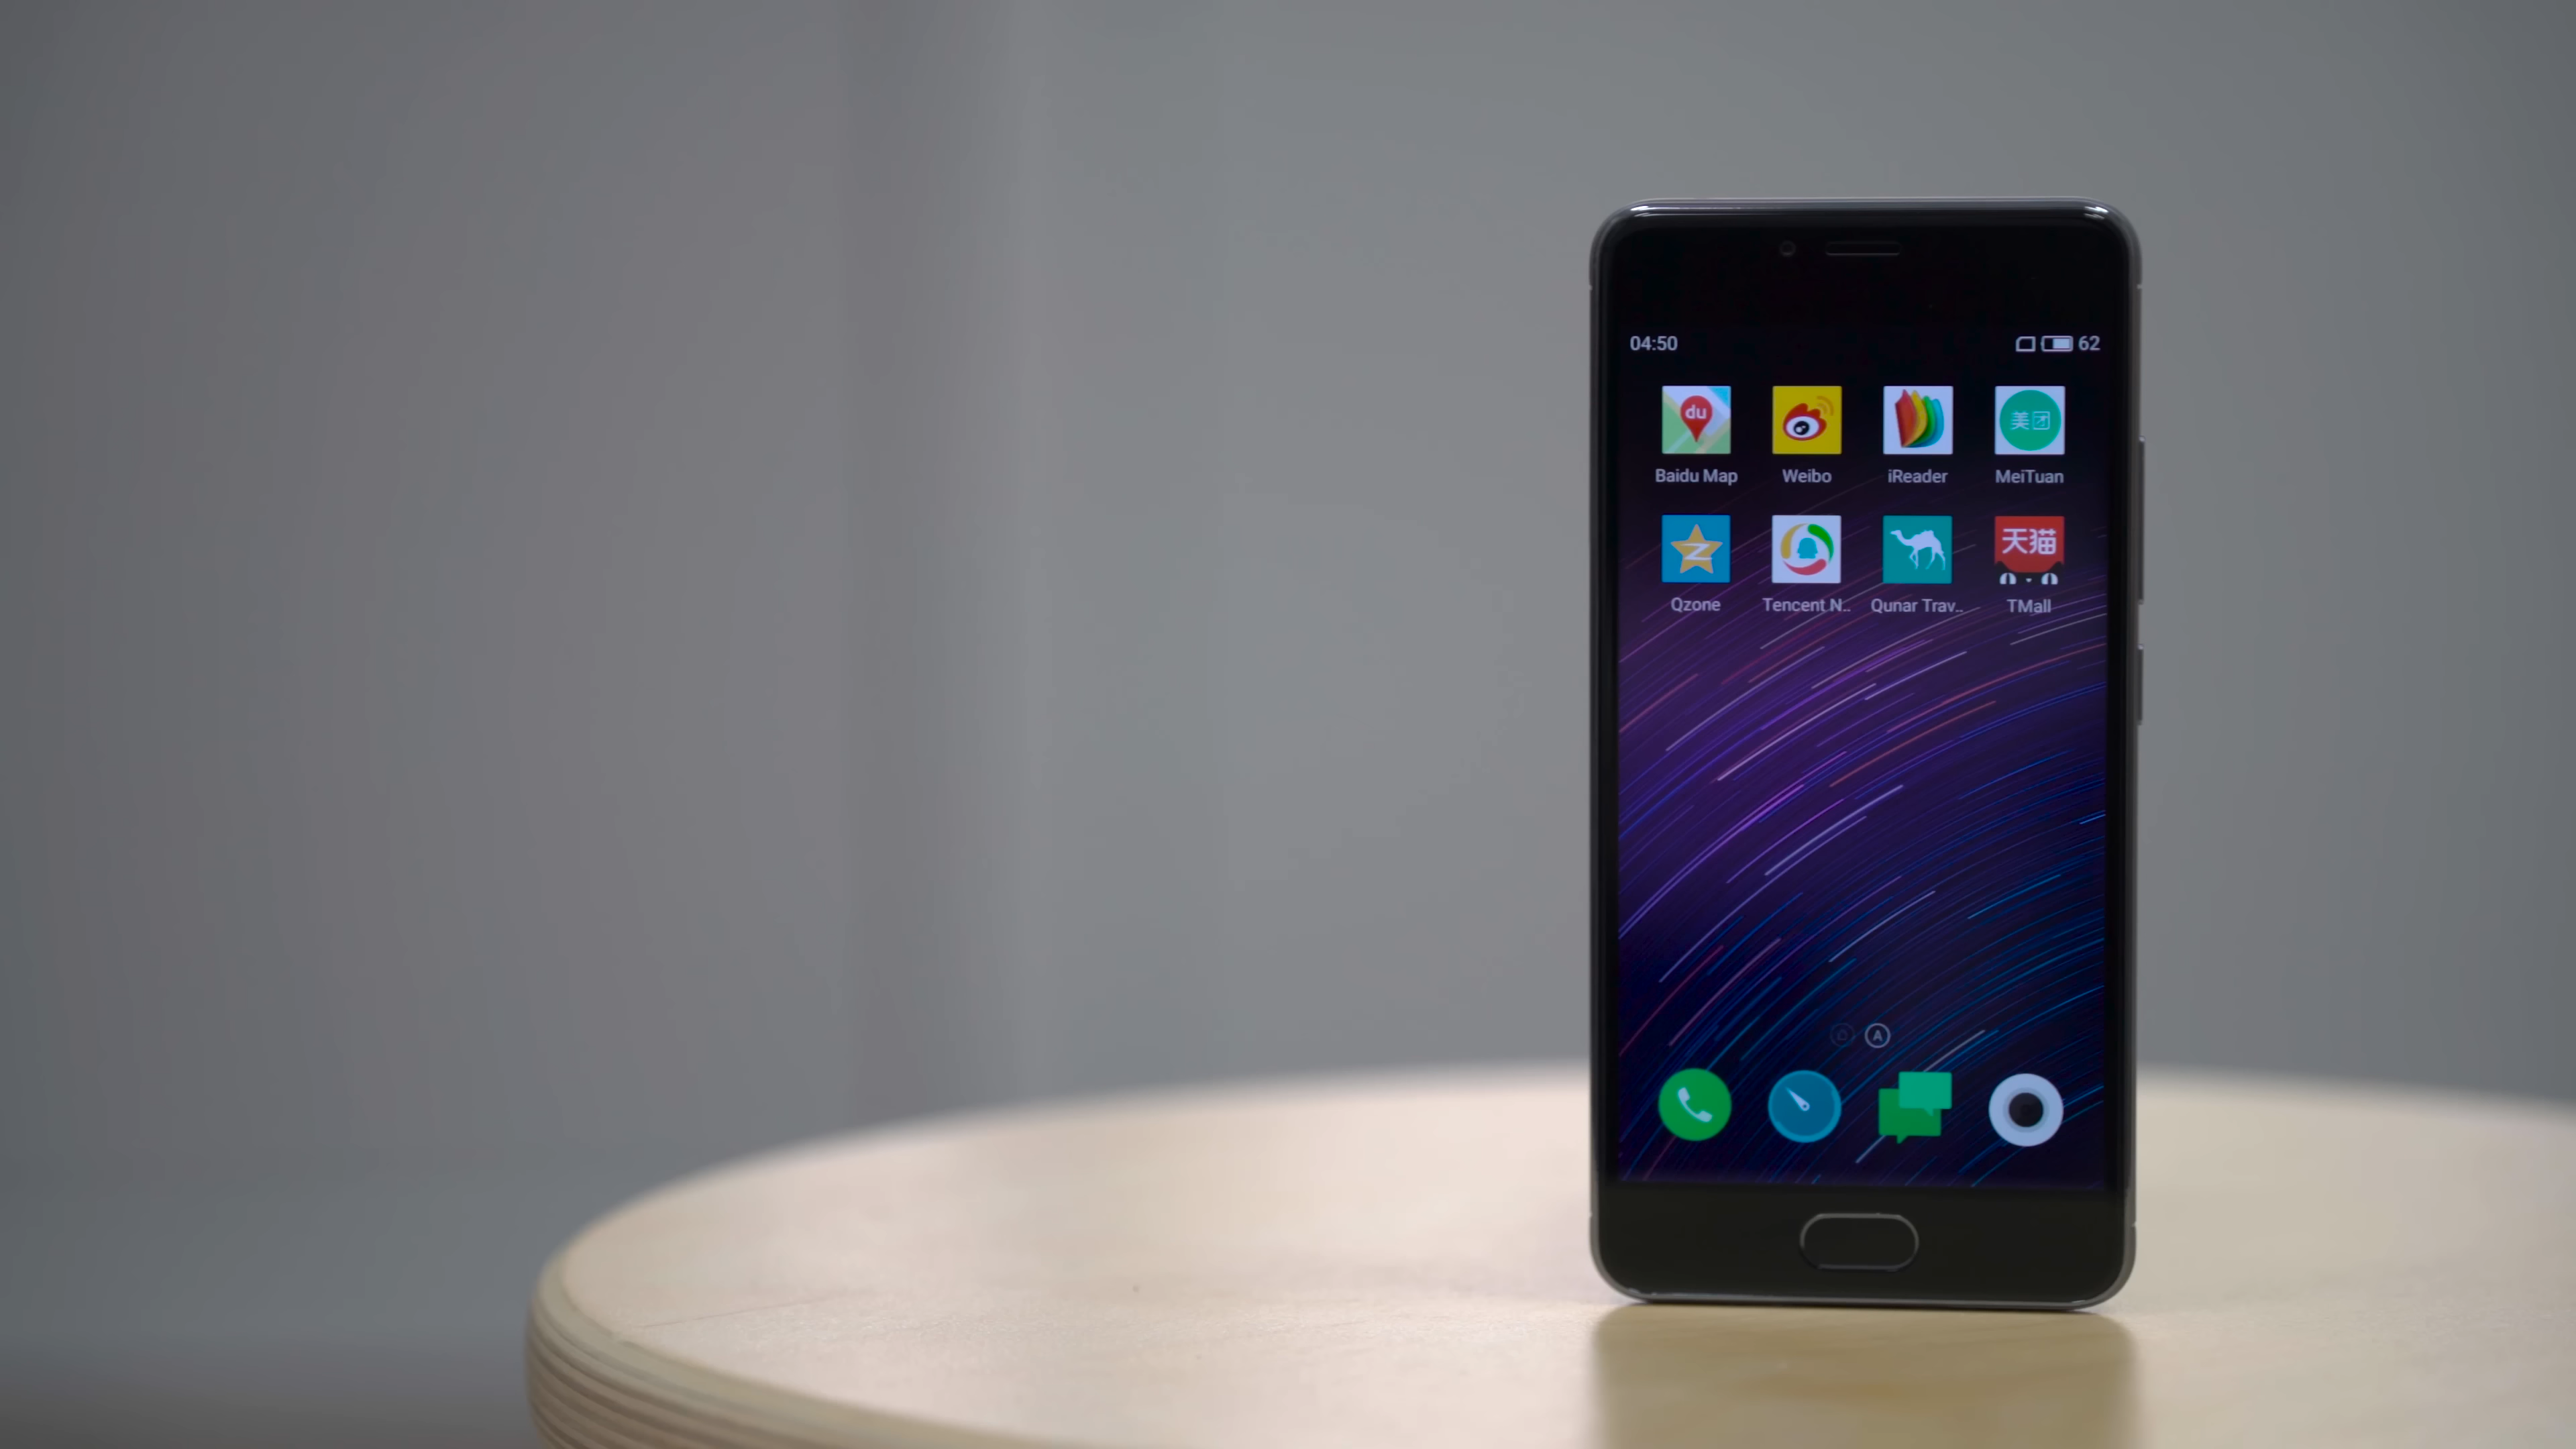 04:50 62
du 美团
Baidu Map Weibo iReader MeiTuan
天猫
Qzone Tencent N.. Qunar Trav.. TMall
A